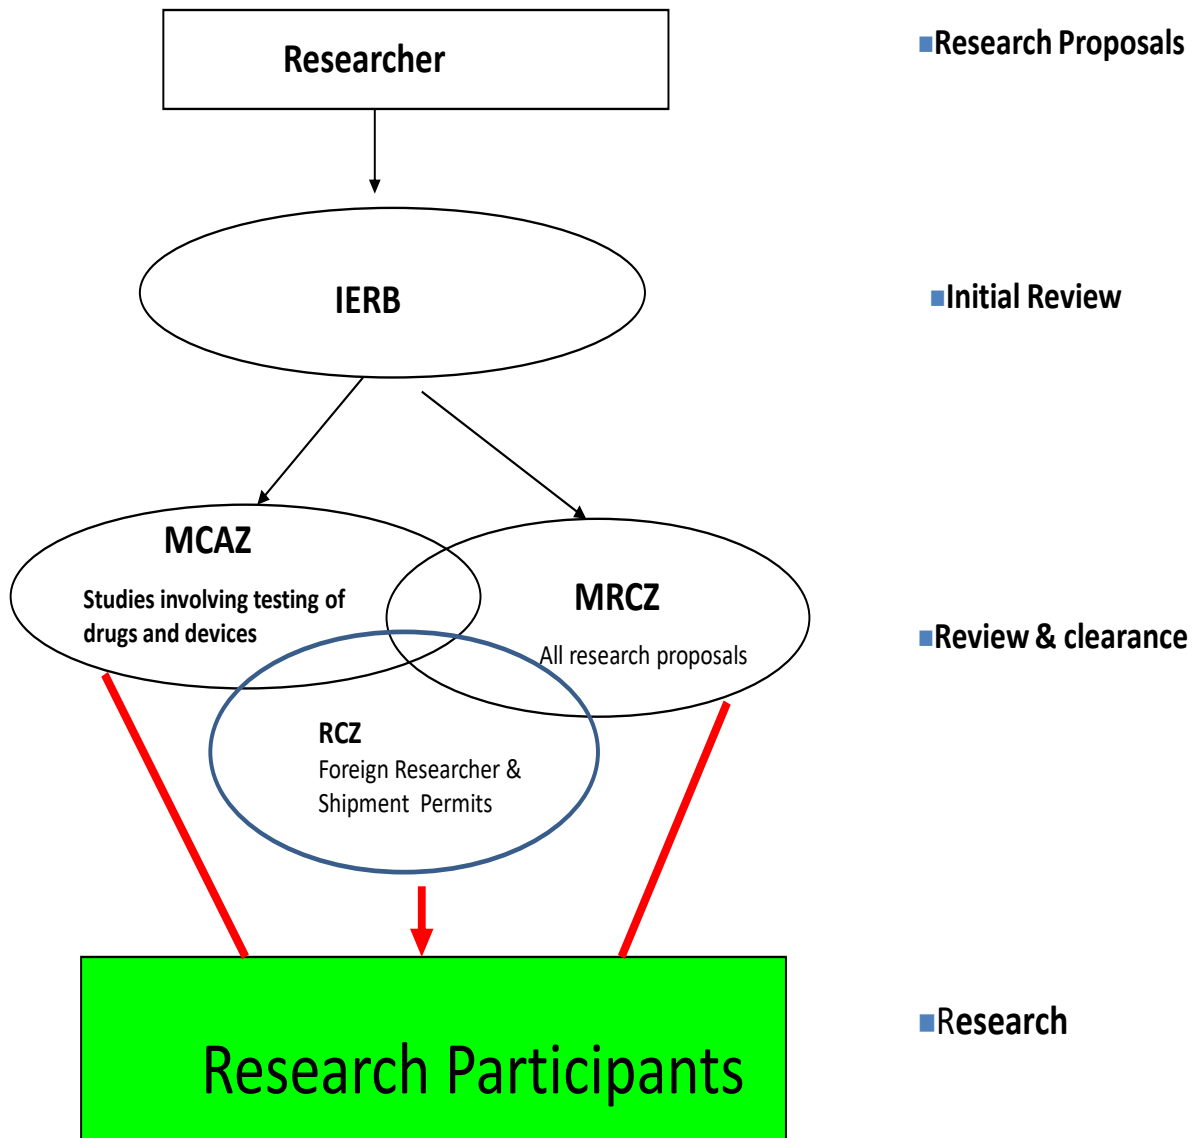 Researcher
■Research Proposals
IERB
■Initial Review
MCAZ
Studies involving testing of
drugs and devices
MRCZ
All research proposals
■Review & clearance
RCZ
Foreign Researcher &
Shipment Permits
Research Participants
■Research